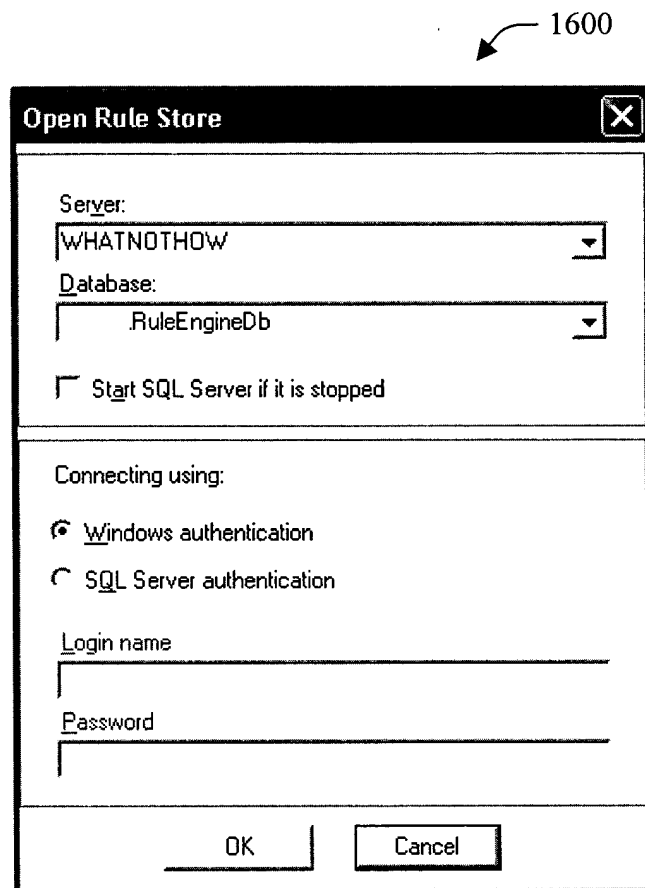 1600
Open Rule Store
Server:
WHATNOTHOW
Database:
.RuleEngineDb
Start SQL Server if it is stopped
Connecting using:
Windows authentication
SQL Server authentication
Login name
Password
OK Cancel